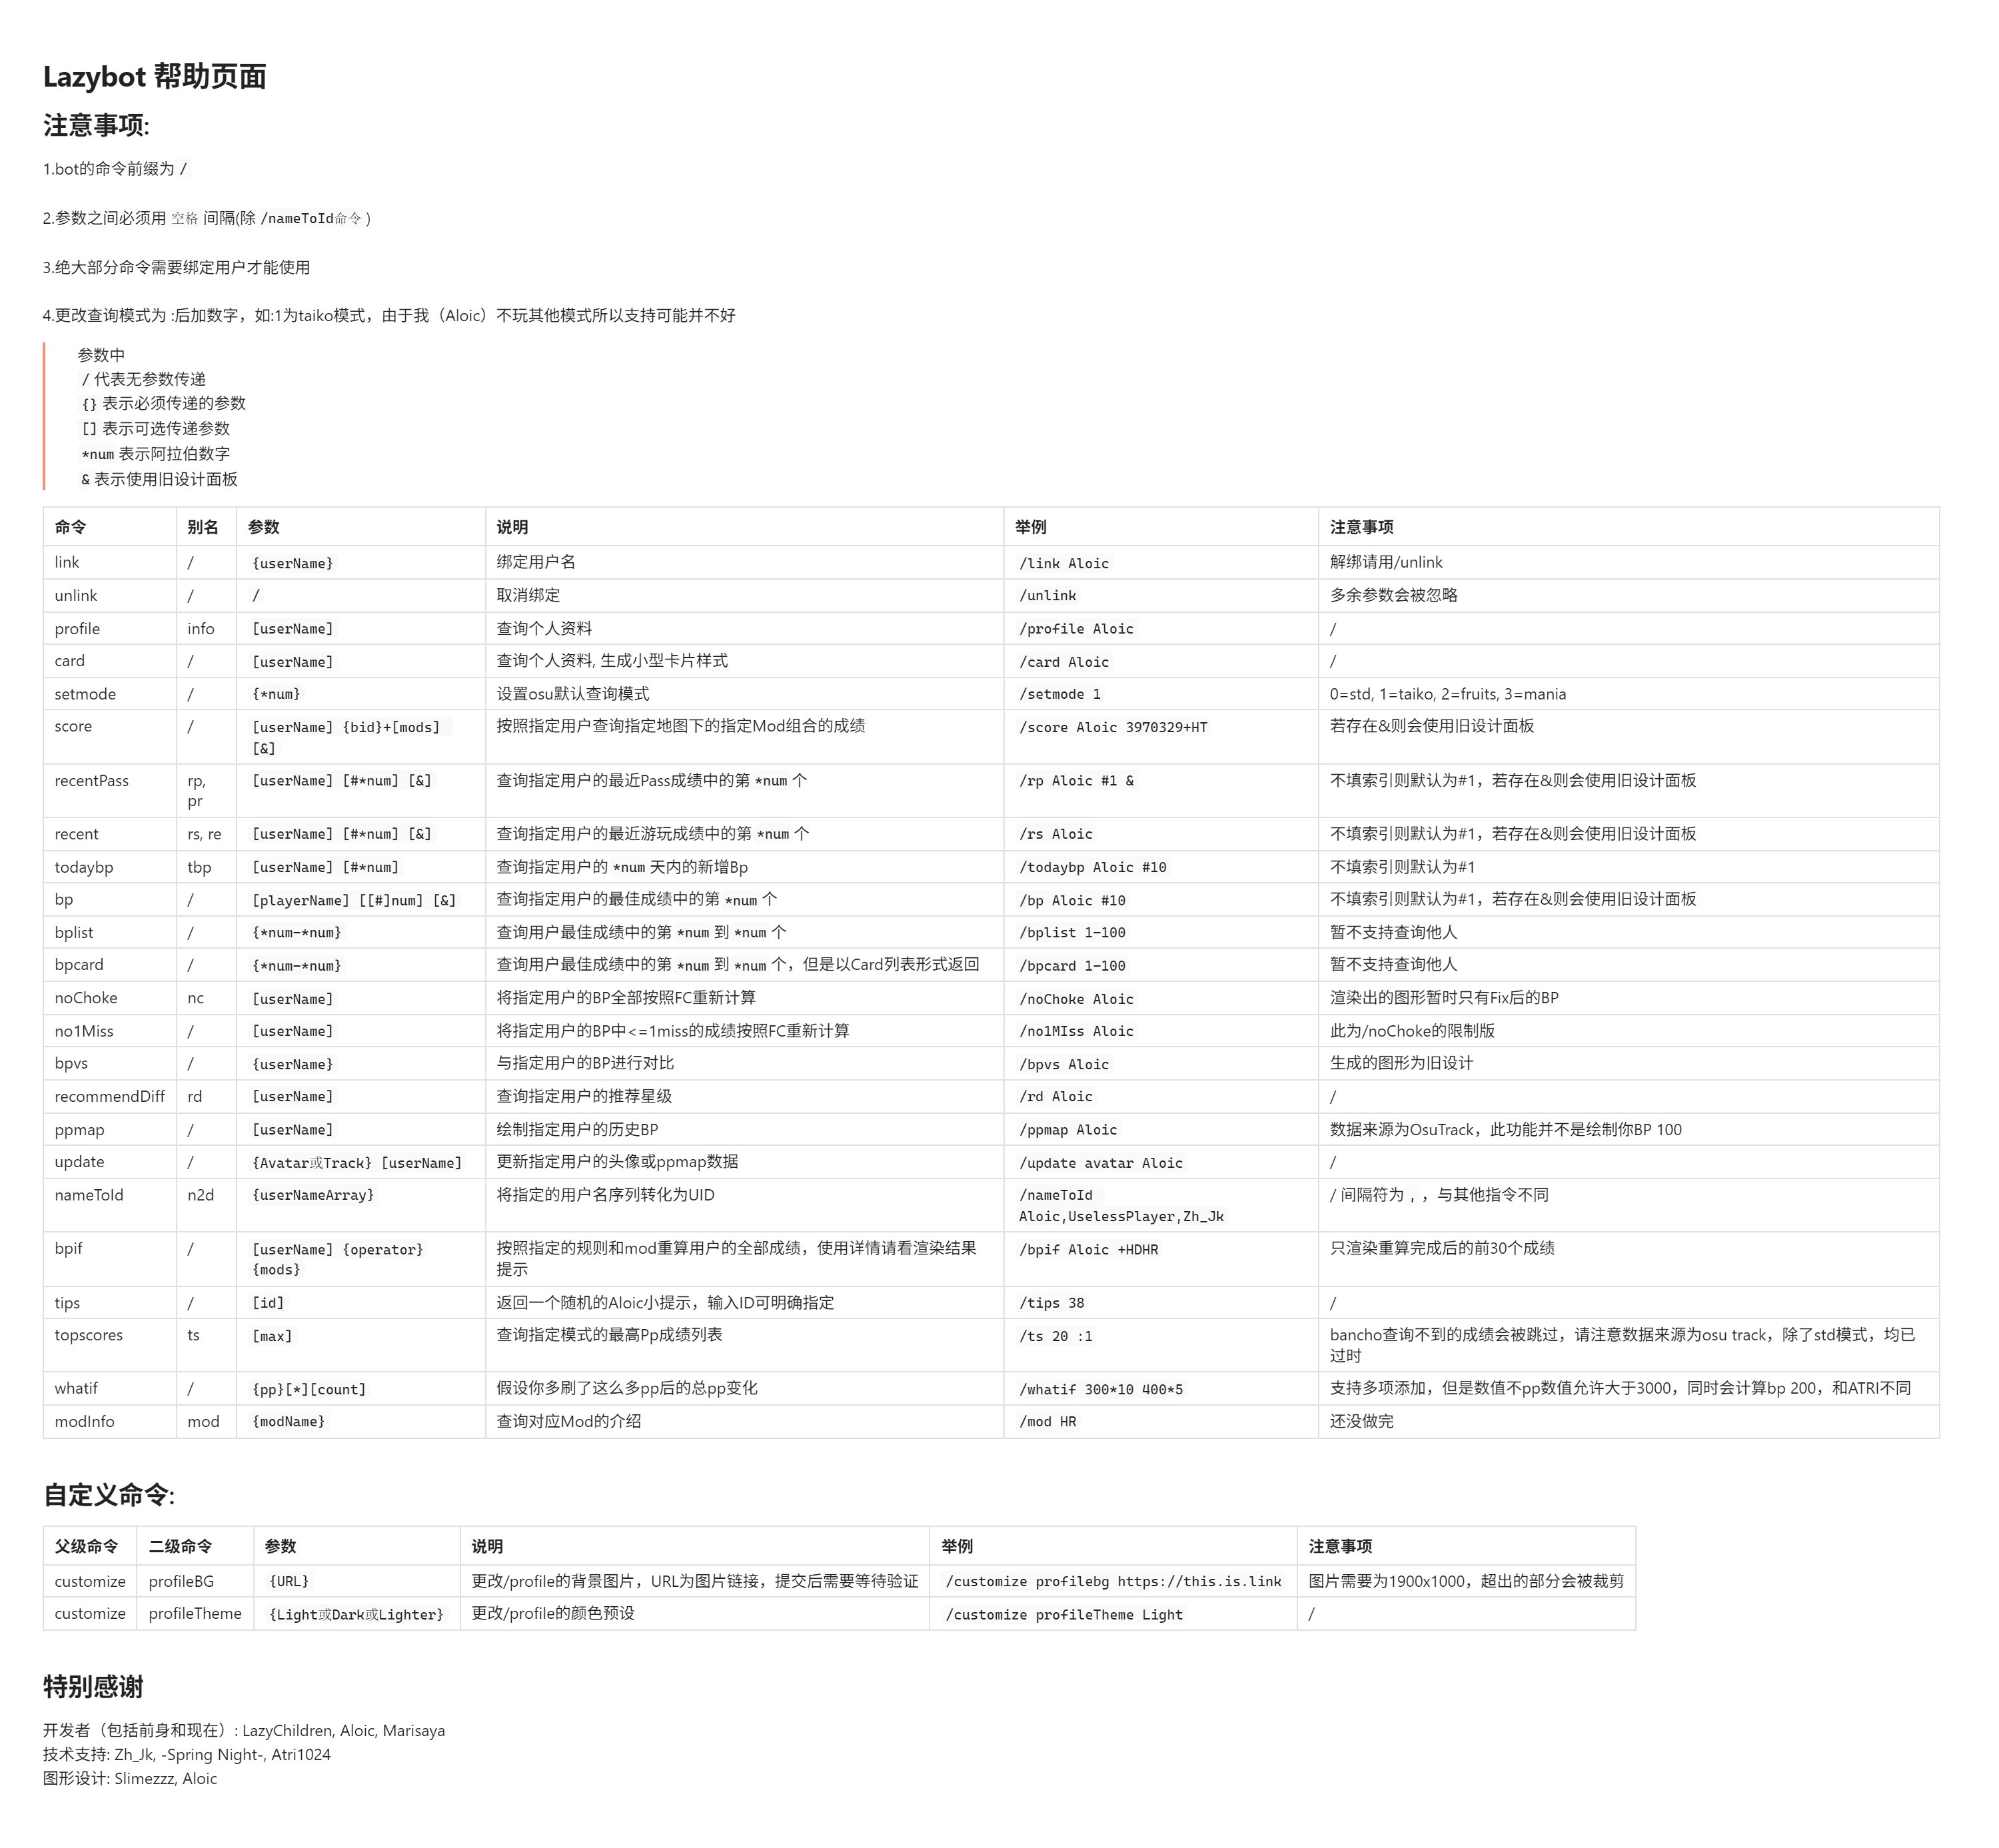 Lazybot 帮助页面
注意事项:
1.bot的命令前缀为 /
2.参数之间必须用 空格 间隔(除 /nameToId命令 )
3.绝大部分命令需要绑定用户才能使用
4.更改查询模式为 :后加数字，如:1为taiko模式，由于我（Aloic）不玩其他模式所以支持可能并不好
参数中
/ 代表无参数传递
{} 表示必须传递的参数
[] 表示可选传递参数
*num 表示阿拉伯数字
& 表示使用旧设计面板
命令 别名 参数 说明 举例 注意事项
link / {userName} 绑定用户名 /link Aloic 解绑请用/unlink
unlink / / 取消绑定 /unlink 多余参数会被忽略
profile info [userName] 查询个人资料 /profile Aloic /
card / [userName] 查询个人资料, 生成小型卡片样式 /card Aloic /
setmode / {*num} 设置osu默认查询模式 /setmode 1 0=std, 1=taiko, 2=fruits, 3=mania
score / [userName] {bid}+[mods] 按照指定用户查询指定地图下的指定Mod组合的成绩 /score Aloic 3970329+HT 若存在&则会使用旧设计面板
[&]
recentPass rp, [userName] [#*num] [&] 查询指定用户的最近Pass成绩中的第 *num 个 /rp Aloic #1 & 不填索引则默认为#1，若存在&则会使用旧设计面板
pr
recent rs, re [userName] [#*num] [&] 查询指定用户的最近游玩成绩中的第 *num 个 /rs Aloic 不填索引则默认为#1，若存在&则会使用旧设计面板
todaybp tbp [userName] [#*num] 查询指定用户的 *num 天内的新增Bp /todaybp Aloic #10 不填索引则默认为#1
bp / [playerName] [[#]num] [&] 查询指定用户的最佳成绩中的第 *num 个 /bp Aloic #10 不填索引则默认为#1，若存在&则会使用旧设计面板
bplist / {*num-*num} 查询用户最佳成绩中的第 *num 到 *num 个 /bplist 1-100 暂不支持查询他人
bpcard / {*num-*num} 查询用户最佳成绩中的第 *num 到 *num 个，但是以Card列表形式返回 /bpcard 1-100 暂不支持查询他人
noChoke nc [userName] 将指定用户的BP全部按照FC重新计算 /noChoke Aloic 渲染出的图形暂时只有Fix后的BP
no1Miss / [userName] 将指定用户的BP中<=1miss的成绩按照FC重新计算 /no1MIss Aloic 此为/noChoke的限制版
bpvs / {userName} 与指定用户的BP进行对比 /bpvs Aloic 生成的图形为旧设计
recommendDiff rd [userName] 查询指定用户的推荐星级 /rd Aloic /
ppmap / [userName] 绘制指定用户的历史BP /ppmap Aloic 数据来源为OsuTrack，此功能并不是绘制你BP 100
update / {Avatar或Track} [userName] 更新指定用户的头像或ppmap数据 /update avatar Aloic /
nameToId n2d {userNameArray} 将指定的用户名序列转化为UID /nameToId / 间隔符为 , ，与其他指令不同
Aloic,UselessPlayer,Zh_Jk
bpif / [userName] {operator} 按照指定的规则和mod重算用户的全部成绩，使用详情请看渲染结果 /bpif Aloic +HDHR 只渲染重算完成后的前30个成绩
{mods} 提示
tips / [id] 返回一个随机的Aloic小提示，输入ID可明确指定 /tips 38 /
topscores ts [max] 查询指定模式的最高Pp成绩列表 /ts 20 :1 bancho查询不到的成绩会被跳过，请注意数据来源为osu track，除了std模式，均已
过时
whatif / {pp}[*][count] 假设你多刷了这么多pp后的总pp变化 /whatif 300*10 400*5 支持多项添加，但是数值不pp数值允许大于3000，同时会计算bp 200，和ATRI不同
modInfo mod {modName} 查询对应Mod的介绍 /mod HR 还没做完
自定义命令:
父级命令 二级命令 参数 说明 举例 注意事项
customize profileBG {URL} 更改/profile的背景图片，URL为图片链接，提交后需要等待验证 /customize profilebg https://this.is.link 图片需要为1900x1000，超出的部分会被裁剪
customize profileTheme {Light或Dark或Lighter} 更改/profile的颜色预设 /customize profileTheme Light /
特别感谢
开发者（包括前身和现在）: LazyChildren, Aloic, Marisaya
技术支持: Zh_Jk, -Spring Night-, Atri1024
图形设计: Slimezzz, Aloic